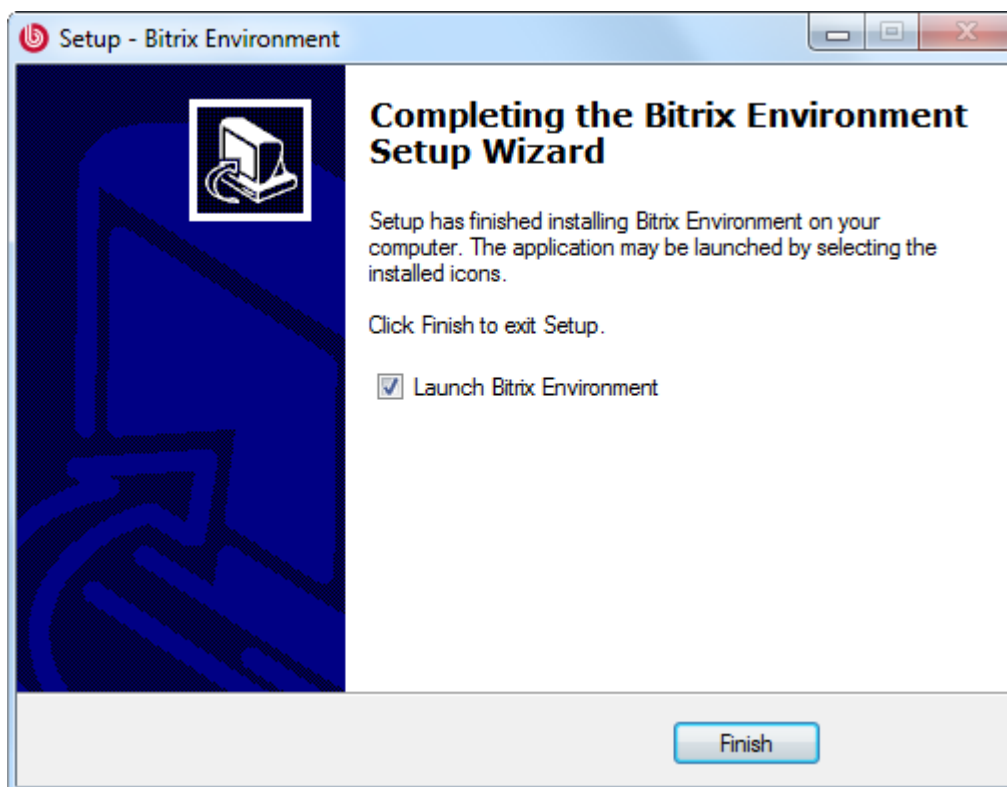 Setup - Bitrix Environment
Completing the Bitrix Environment
Setup Wizard
Setup has finished installing Bitrix Environment on your
computer. The application may be launched by selecting the
installed icons.
Click Finish to exit Setup.
Launch Bitrix Environment
Finish